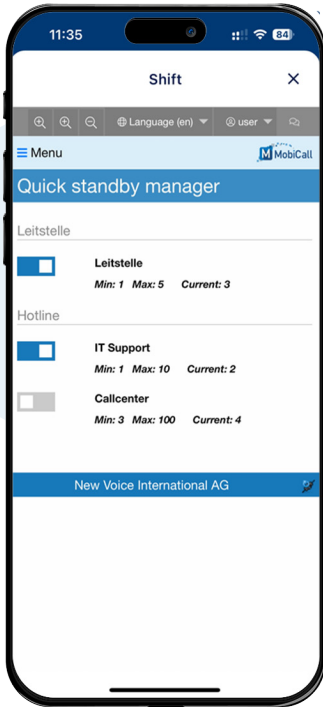 11:35
84
Shift
Language (en)
user
Menu
M MobiCall
Quick standby manager
Leitstelle
Leitstelle
Min: 1 Max: 5 Current: 3
Hotline
IT Support
Min: 1 Max: 10 Current: 2
Callcenter
Min: 3 Max: 100 Current: 4
New Voice International AG